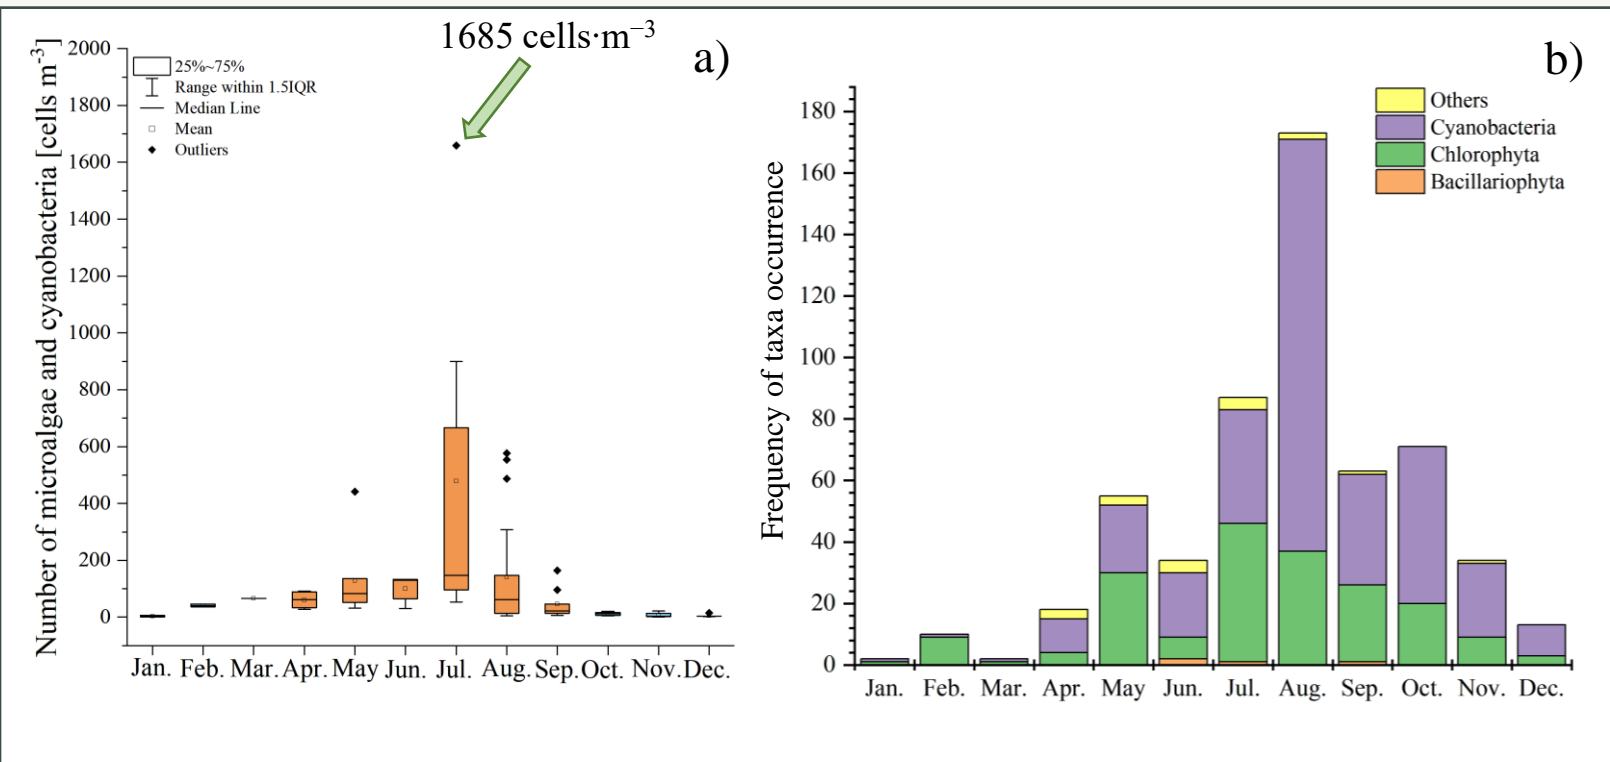 1685 cells·m⁻³
a)
Number of microalgae and cyanobacteria [cells m⁻³]
2000
1800
1600
1400
1200
1000
800
600
400
200
0
25%~75%
Range within 1.5IQR
Median Line
Mean
Outliers
Jan. Feb. Mar. Apr. May Jun. Jul. Aug. Sep. Oct. Nov. Dec.
b)
Frequency of taxa occurrence
180
160
140
120
100
80
60
40
20
0
Others
Cyanobacteria
Chlorophyta
Bacillariophyta
Jan. Feb. Mar. Apr. May Jun. Jul. Aug. Sep. Oct. Nov. Dec.